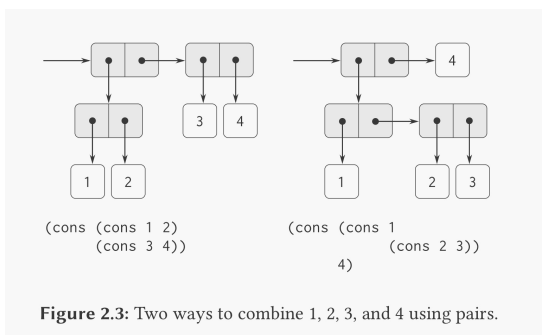 4
3 4
1 2
1
2 3
(cons (cons 1 2)
(cons 3 4))
(cons (cons 1
(cons 2 3))
4)
Figure 2.3: Two ways to combine 1, 2, 3, and 4 using pairs.